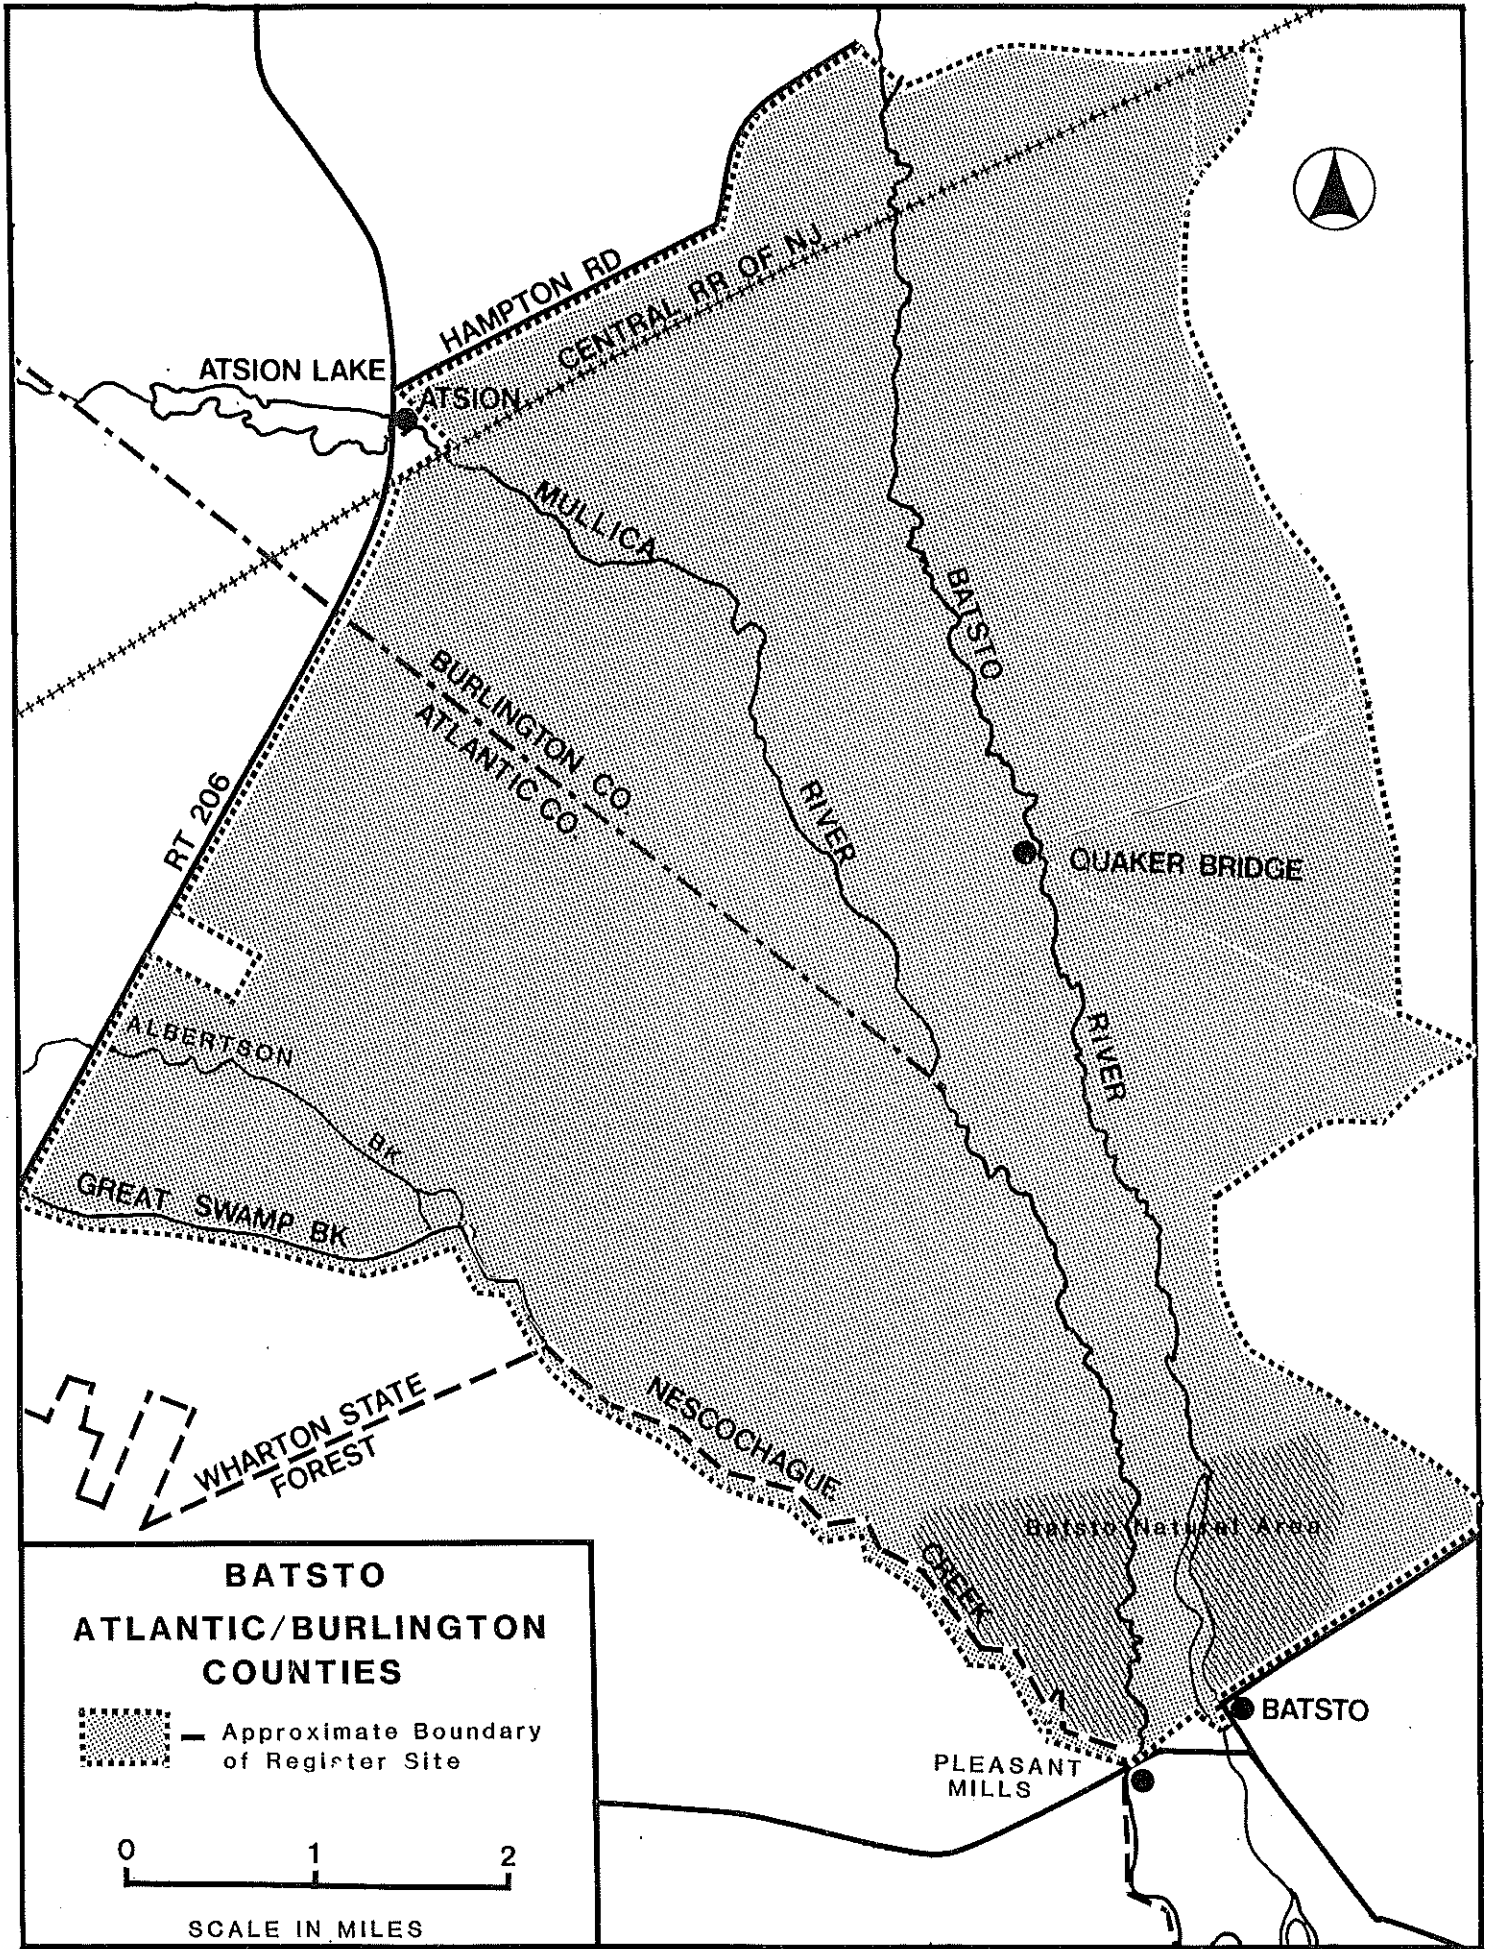 HAMPTON RD
CENTRAL RR OF NJ
ATSION LAKE
ATSION
MULLICA
RIVER
BATSTO
RIVER
BURLINGTON CO.
ATLANTIC CO.
RT 206
QUAKER BRIDGE
ALBERTSON
BK
GREAT SWAMP BK
WHARTON STATE
FOREST
NESCOCHAGUE
CREEK
Batsto Natural Area
BATSTO
PLEASANT
MILLS
BATSTO
ATLANTIC/BURLINGTON
COUNTIES
Approximate Boundary
of Register Site
0 1 2
SCALE IN MILES